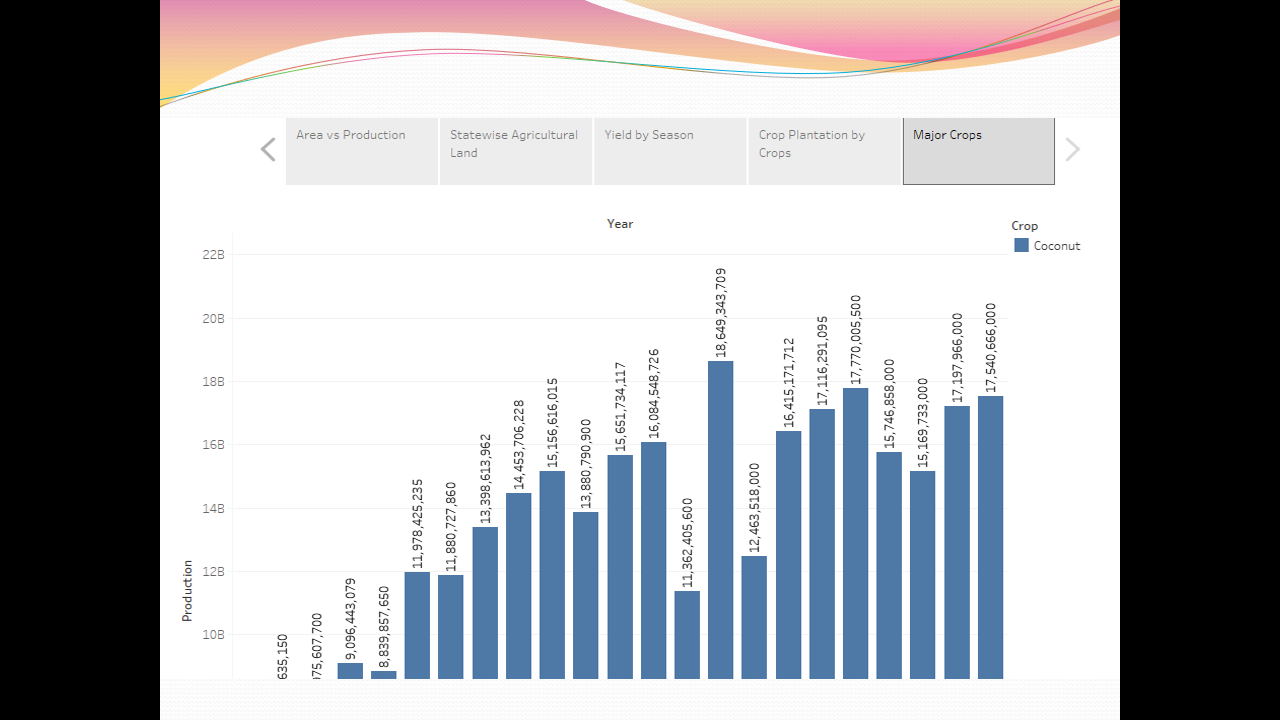 Area vs Production
Statewise Agricultural
Land
Yield by Season
Crop Plantation by
Crops
Major Crops
Year
Crop
Coconut
Production
22B
20B
18B
16B
14B
12B
10B
635,150
75,607,700
9,096,443,079
8,839,857,650
11,978,425,235
11,880,727,860
13,398,613,962
14,453,706,228
15,156,616,015
13,880,790,900
15,651,734,117
16,084,548,726
11,362,405,600
18,649,343,709
12,463,518,000
16,415,171,712
17,116,291,095
17,770,005,500
15,746,858,000
15,169,733,000
17,197,966,000
17,540,666,000